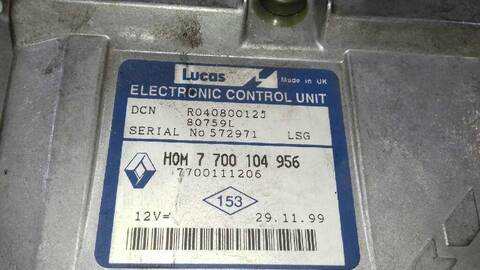 Lucas Made in UK
ELECTRONIC CONTROL UNIT
DCN R04080012J
80759L
SERIAL No 572971 LSG
HOM 7 700 104 956
7700111206
153
12V= 29.11.99